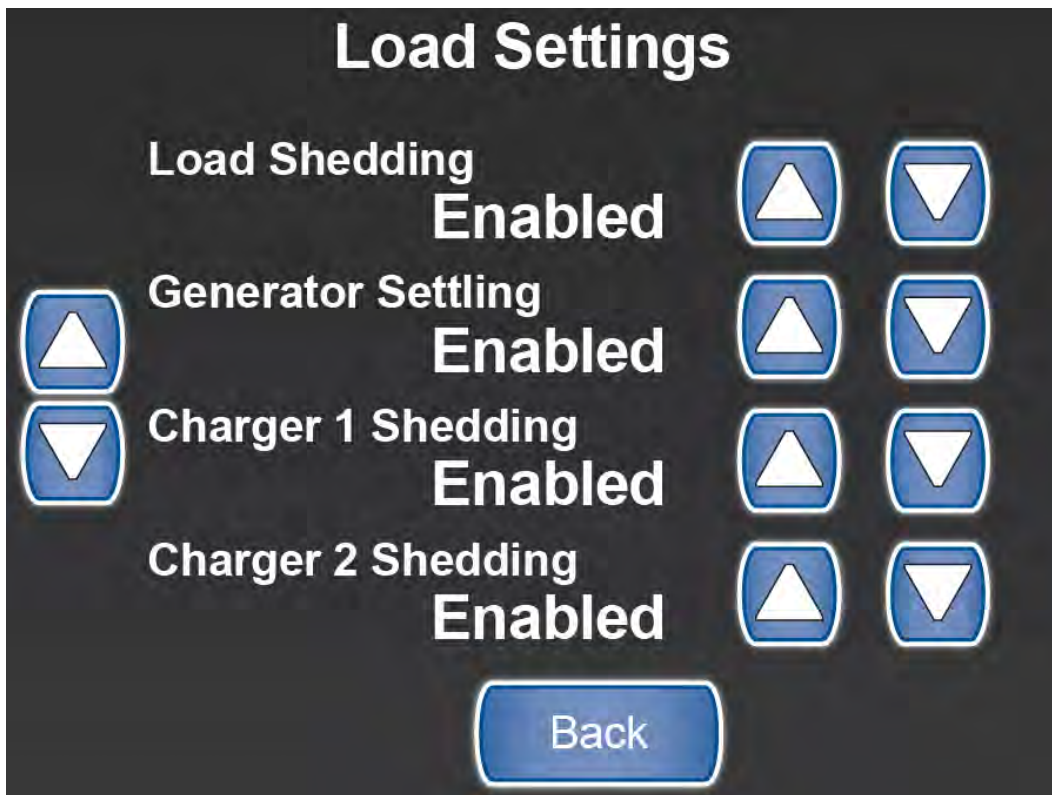 Load Settings
Load Shedding
Enabled
Generator Settling
Enabled
Charger 1 Shedding
Enabled
Charger 2 Shedding
Enabled
Back